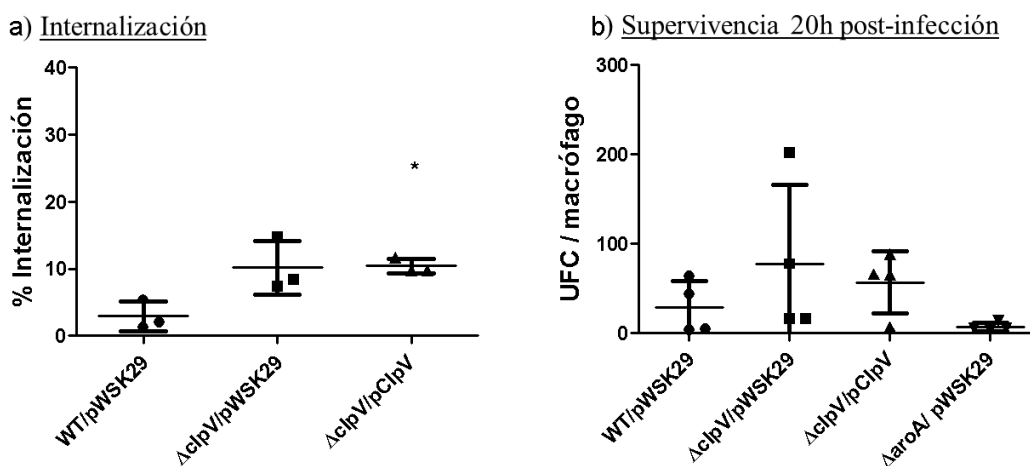 a) Internalización
% Internalización
40
30
20
10
0
*
WT/pWSK29
ΔclpV/pWSK29
ΔclpV/pClpV
b) Supervivencia 20h post-infección
UFC / macrófago
300
200
100
0
WT/pWSK29
ΔclpV/pWSK29
ΔclpV/pClpV
ΔaroA/ pWSK29